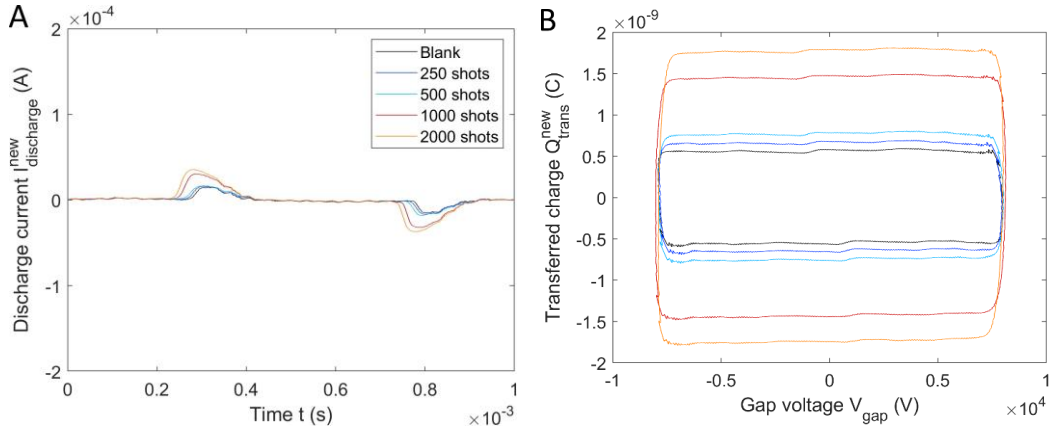 A
×10⁻⁴
2
1
0
-1
-2
Discharge current I^new_discharge (A)
Blank
250 shots
500 shots
1000 shots
2000 shots
0 0.2 0.4 0.6 0.8 1
Time t (s)
×10⁻³
B
×10⁻⁹
2
1.5
1
0.5
0
-0.5
-1
-1.5
-2
Transferred charge Q^new_trans (C)
-1 -0.5 0 0.5 1
Gap voltage V_gap (V)
×10⁴